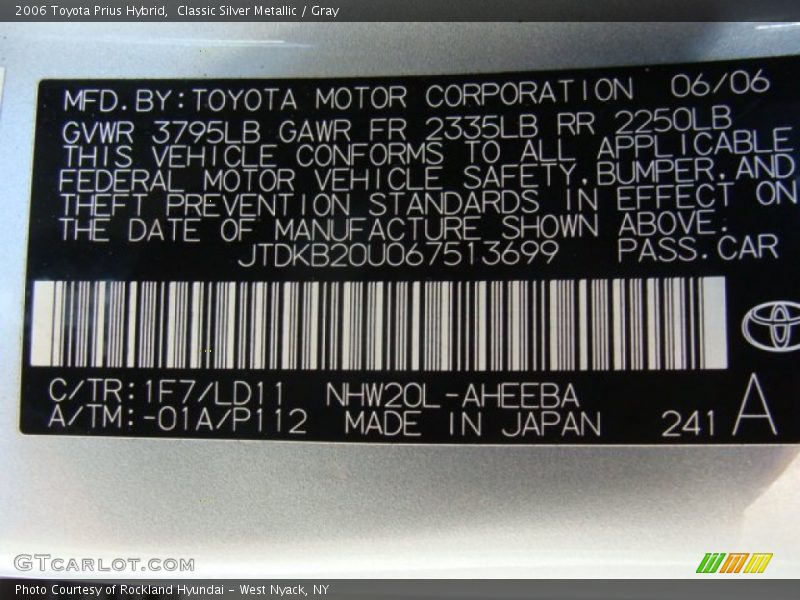 2006 Toyota Prius Hybrid, Classic Silver Metallic / Gray
MFD.BY:TOYOTA MOTOR CORPORATION 06/06
GVWR 3795LB GAWR FR 2335LB RR 2250LB
THIS VEHICLE CONFORMS TO ALL APPLICABLE
FEDERAL MOTOR VEHICLE SAFETY,BUMPER,AND
THEFT PREVENTION STANDARDS IN EFFECT ON
THE DATE OF MANUFACTURE SHOWN ABOVE.
JTDKB20U067513699 PASS.CAR
C/TR:1F7/LD11 NHW20L-AHEEBA
A/TM:-01A/P112 MADE IN JAPAN 241 A
GTCARLOT.COM
Photo Courtesy of Rockland Hyundai - West Nyack, NY